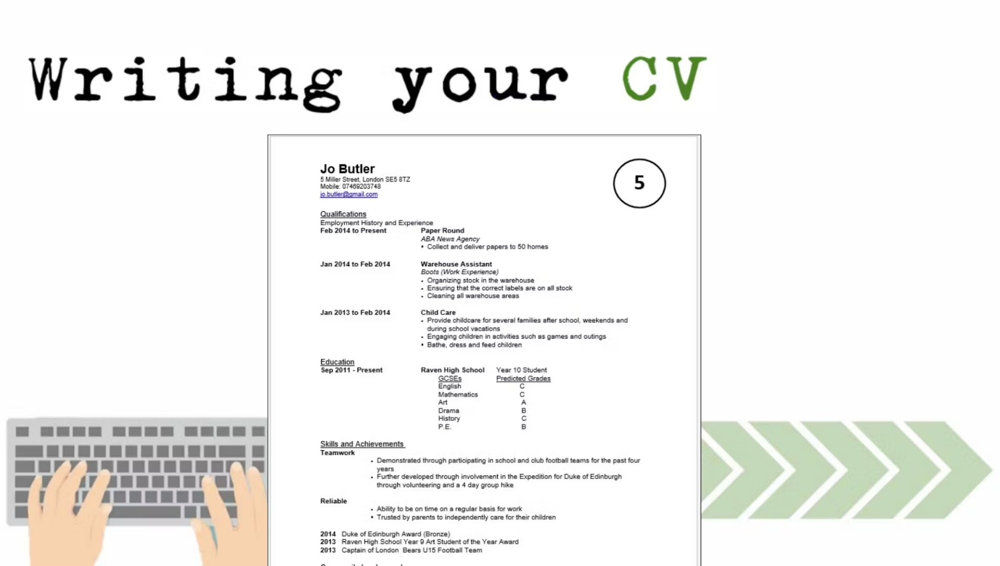 Writing your CV
Jo Butler
5
5 Miller Street, London SE5 8TZ
Mobile: 07469203748
jo.butler@gmail.com
Qualifications
Employment History and Experience
Feb 2014 to Present Paper Round
ABA News Agency
• Collect and deliver papers to 50 homes
Jan 2014 to Feb 2014 Warehouse Assistant
Boots (Work Experience)
• Organizing stock in the warehouse
• Ensuring that the correct labels are on all stock
• Cleaning all warehouse areas
Jan 2013 to Feb 2014 Child Care
• Provide childcare for several families after school, weekends and
during school vacations
• Engaging children in activities such as games and outings
• Bathe, dress and feed children
Education
Sep 2011 - Present Raven High School Year 10 Student
GCSEs Predicted Grades
English C
Mathematics C
Art A
Drama B
History C
P.E. B
Skills and Achievements
Teamwork
• Demonstrated through participating in school and club football teams for the past four
years
• Further developed through involvement in the Expedition for Duke of Edinburgh
through volunteering and a 4 day group hike
Reliable
• Ability to be on time on a regular basis for work
• Trusted by parents to independently care for their children
2014 Duke of Edinburgh Award (Bronze)
2013 Raven High School Year 9 Art Student of the Year Award
2013 Captain of London Bears U15 Football Team